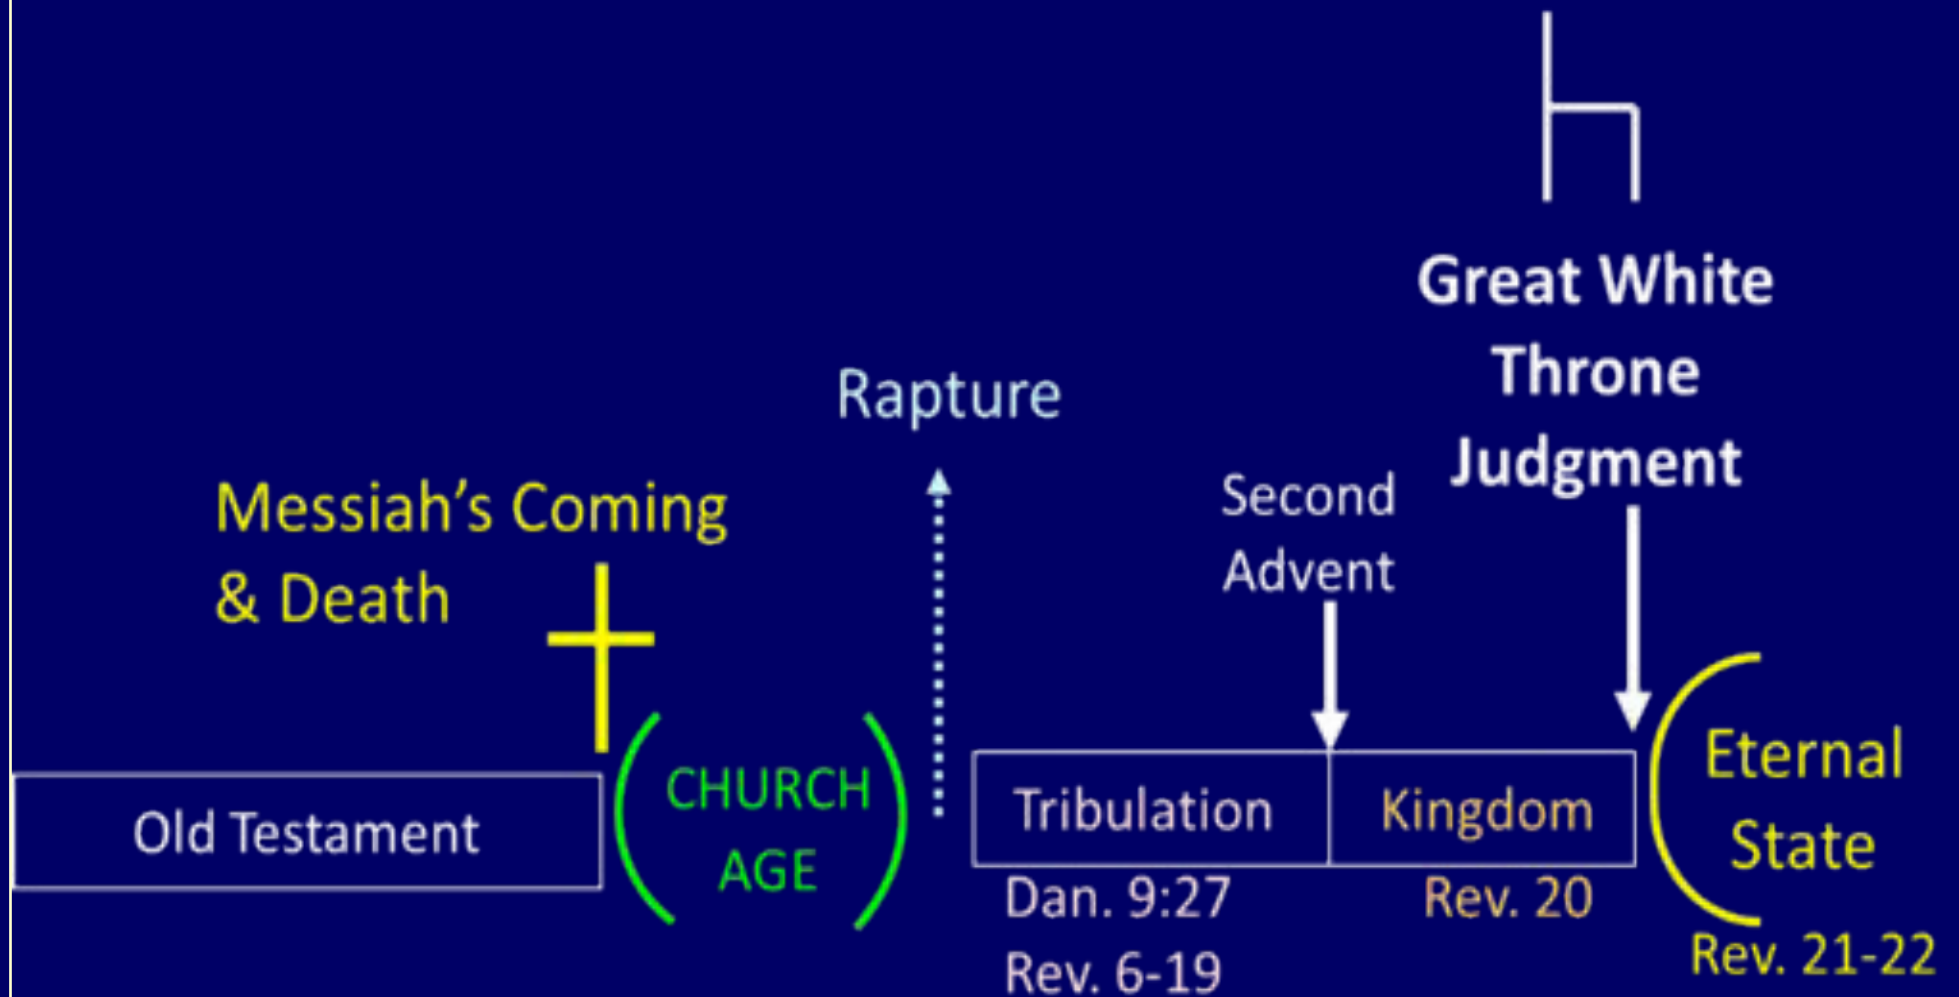 Great White
Throne
Judgment
Rapture
Second
Advent
Messiah’s Coming
& Death
Old Testament
CHURCH
AGE
Tribulation
Kingdom
Eternal
State
Dan. 9:27
Rev. 6-19
Rev. 20
Rev. 21-22